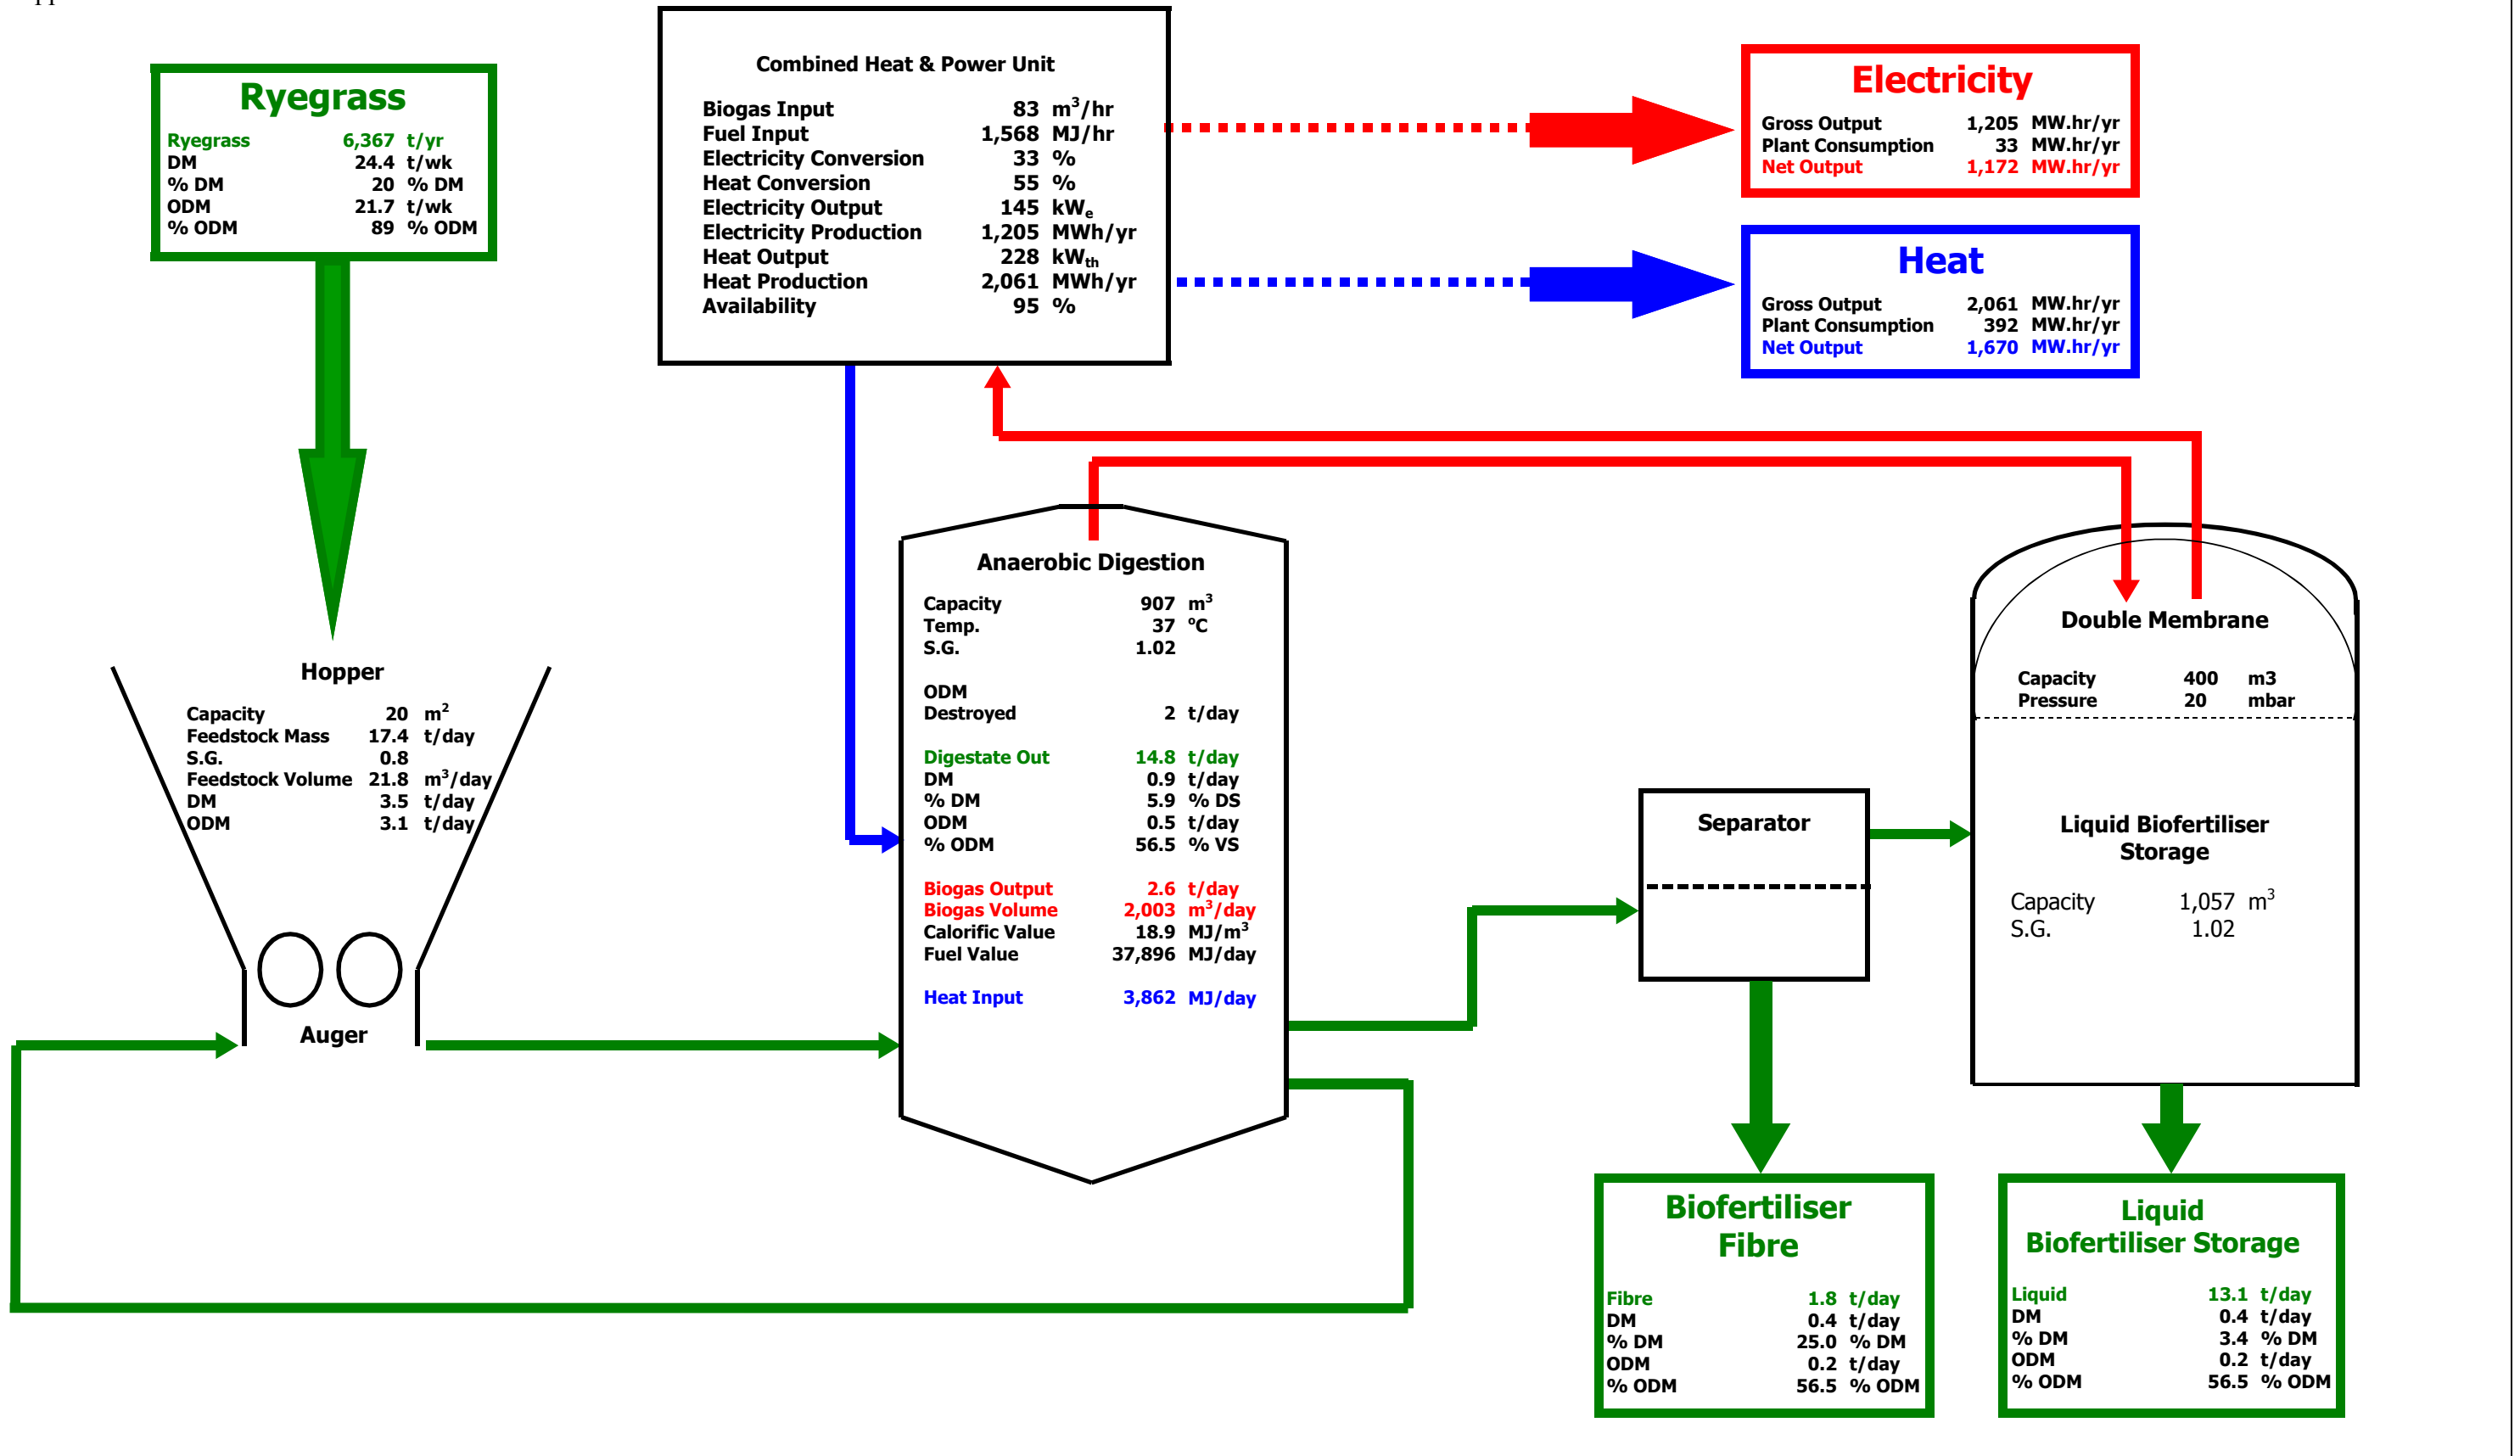 Combined Heat & Power Unit
Biogas Input 83 m³/hr
Fuel Input 1,568 MJ/hr
Electricity Conversion 33 %
Heat Conversion 55 %
Electricity Output 145 kWₑ
Electricity Production 1,205 MWh/yr
Heat Output 228 kWth
Heat Production 2,061 MWh/yr
Availability 95 %
Ryegrass
Ryegrass 6,367 t/yr
DM 24.4 t/wk
% DM 20 % DM
ODM 21.7 t/wk
% ODM 89 % ODM
Electricity
Gross Output 1,205 MW.hr/yr
Plant Consumption 33 MW.hr/yr
Net Output 1,172 MW.hr/yr
Heat
Gross Output 2,061 MW.hr/yr
Plant Consumption 392 MW.hr/yr
Net Output 1,670 MW.hr/yr
Hopper
Capacity 20 m²
Feedstock Mass 17.4 t/day
S.G. 0.8
Feedstock Volume 21.8 m³/day
DM 3.5 t/day
ODM 3.1 t/day
Auger
Anaerobic Digestion
Capacity 907 m³
Temp. 37 ºC
S.G. 1.02
ODM
Destroyed 2 t/day
Digestate Out 14.8 t/day
DM 0.9 t/day
% DM 5.9 % DS
ODM 0.5 t/day
% ODM 56.5 % VS
Biogas Output 2.6 t/day
Biogas Volume 2,003 m³/day
Calorific Value 18.9 MJ/m³
Fuel Value 37,896 MJ/day
Heat Input 3,862 MJ/day
Separator
Double Membrane
Capacity 400 m3
Pressure 20 mbar
Liquid Biofertiliser
Storage
Capacity 1,057 m³
S.G. 1.02
Biofertiliser
Fibre
Fibre 1.8 t/day
DM 0.4 t/day
% DM 25.0 % DM
ODM 0.2 t/day
% ODM 56.5 % ODM
Liquid
Biofertiliser Storage
Liquid 13.1 t/day
DM 0.4 t/day
% DM 3.4 % DM
ODM 0.2 t/day
% ODM 56.5 % ODM